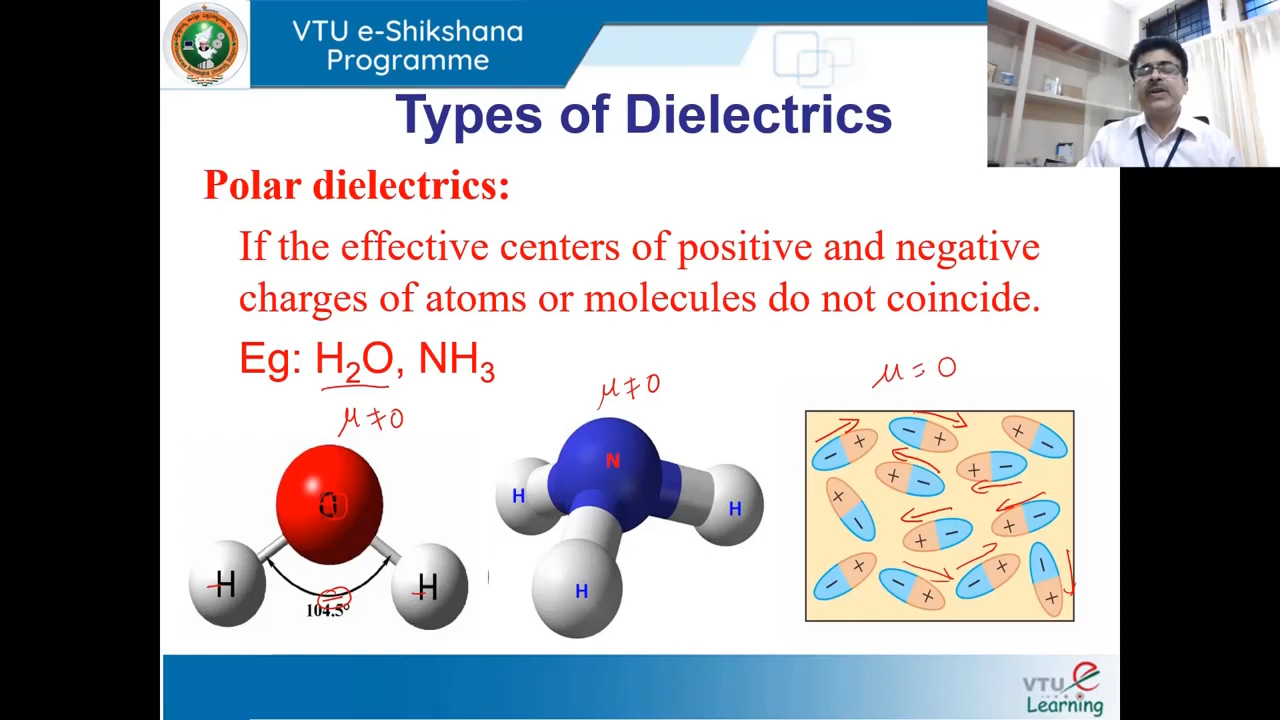 VTU e-Shikshana
Programme
Types of Dielectrics
Polar dielectrics:
If the effective centers of positive and negative
charges of atoms or molecules do not coincide.
Eg: H₂O, NH₃
μ ≠ 0
μ ≠ 0
μ = 0
O
H
H
104.5°
N
H
H
H
VTU e
Learning